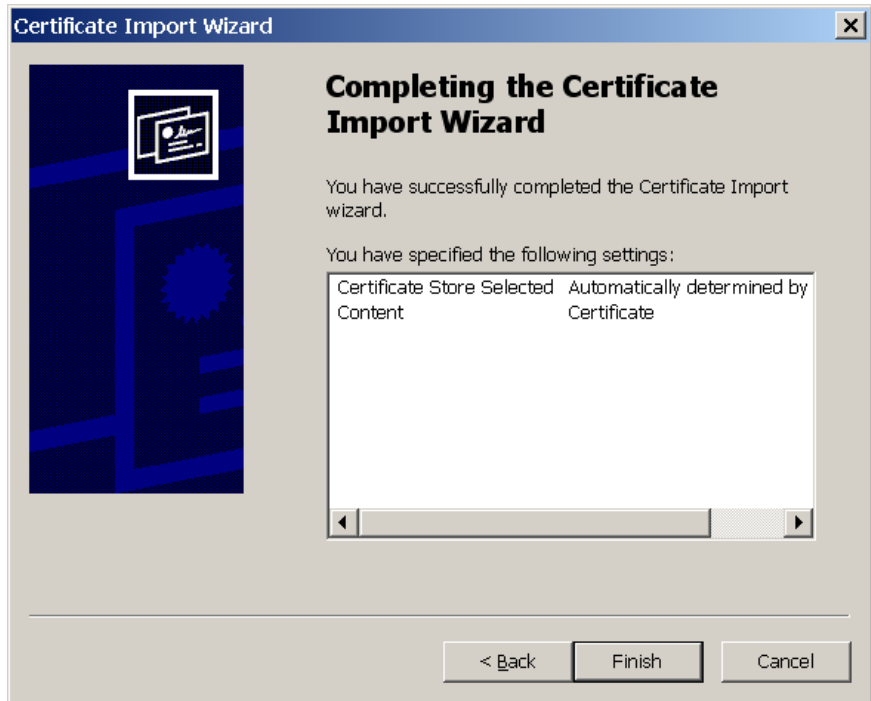 Certificate Import Wizard
Completing the Certificate
Import Wizard
You have successfully completed the Certificate Import
wizard.
You have specified the following settings:
Certificate Store Selected Automatically determined by
Content Certificate
< Back Finish Cancel